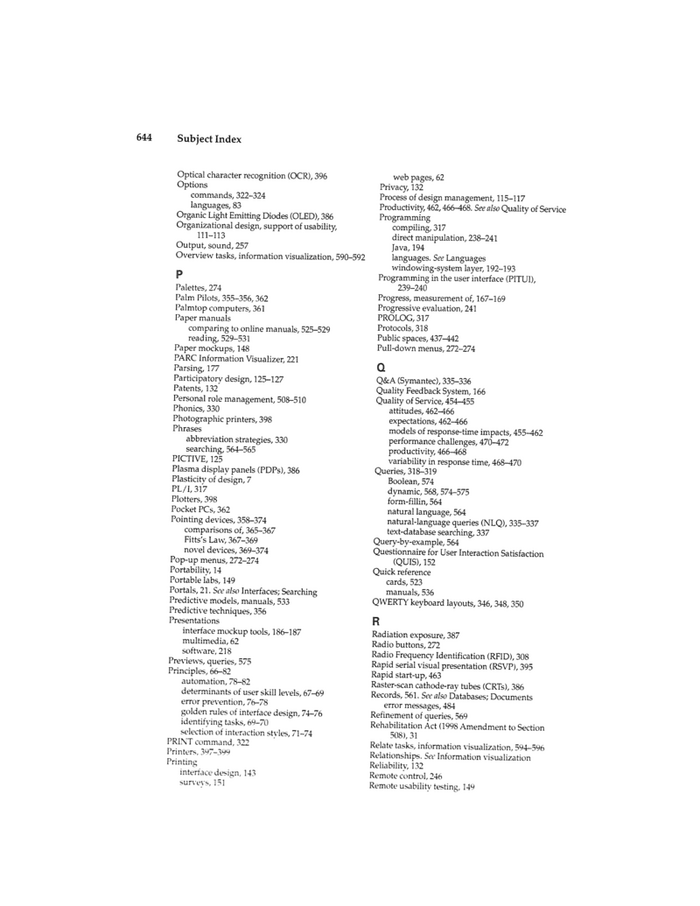 644 Subject Index
Optical character recognition (OCR), 396
Options
commands, 322–324
languages, 83
Organic Light Emitting Diodes (OLED), 386
Organizational design, support of usability,
111–113
Output, sound, 257
Overview tasks, information visualization, 590–592
P
Palettes, 274
Palm Pilots, 355–356, 362
Palmtop computers, 361
Paper manuals
comparing to online manuals, 525–529
reading, 529–531
Paper mockups, 148
PARC Information Visualizer, 221
Parsing, 177
Participatory design, 125–127
Patents, 132
Personal role management, 508–510
Phonics, 330
Photographic printers, 398
Phrases
abbreviation strategies, 330
searching, 564–565
PICTIVE, 125
Plasma display panels (PDPs), 386
Plasticity of design, 7
PL/I, 317
Plotters, 398
Pocket PCs, 362
Pointing devices, 358–374
comparisons of, 365–367
Fitts's Law, 367–369
novel devices, 369–374
Pop-up menus, 272–274
Portability, 14
Portable labs, 149
Portals, 21. See also Interfaces; Searching
Predictive models, manuals, 533
Predictive techniques, 356
Presentations
interface mockup tools, 186–187
multimedia, 62
software, 218
Previews, queries, 575
Principles, 66–82
automation, 78–82
determinants of user skill levels, 67–69
error prevention, 76–78
golden rules of interface design, 74–76
identifying tasks, 69–70
selection of interaction styles, 71–74
PRINT command, 322
Printers, 397–399
Printing
interface design, 143
surveys, 151
web pages, 62
Privacy, 132
Process of design management, 115–117
Productivity, 462, 466–468. See also Quality of Service
Programming
compiling, 317
direct manipulation, 238–241
Java, 194
languages. See Languages
windowing-system layer, 192–193
Programming in the user interface (PITUI),
239–240
Progress, measurement of, 167–169
Progressive evaluation, 241
PROLOG, 317
Protocols, 318
Public spaces, 437–442
Pull-down menus, 272–274
Q
Q&A (Symantec), 335–336
Quality Feedback System, 166
Quality of Service, 454–455
attitudes, 462–466
expectations, 462–466
models of response-time impacts, 455–462
performance challenges, 470–472
productivity, 466–468
variability in response time, 468–470
Queries, 318–319
Boolean, 574
dynamic, 568, 574–575
form-fillin, 564
natural language, 564
natural-language queries (NLQ), 335–337
text-database searching, 337
Query-by-example, 564
Questionnaire for User Interaction Satisfaction
(QUIS), 152
Quick reference
cards, 523
manuals, 536
QWERTY keyboard layouts, 346, 348, 350
R
Radiation exposure, 387
Radio buttons, 272
Radio Frequency Identification (RFID), 308
Rapid serial visual presentation (RSVP), 395
Rapid start-up, 463
Raster-scan cathode-ray tubes (CRTs), 386
Records, 561. See also Databases; Documents
error messages, 484
Refinement of queries, 569
Rehabilitation Act (1998 Amendment to Section
508), 31
Relate tasks, information visualization, 594–596
Relationships. See Information visualization
Reliability, 132
Remote control, 246
Remote usability testing, 149